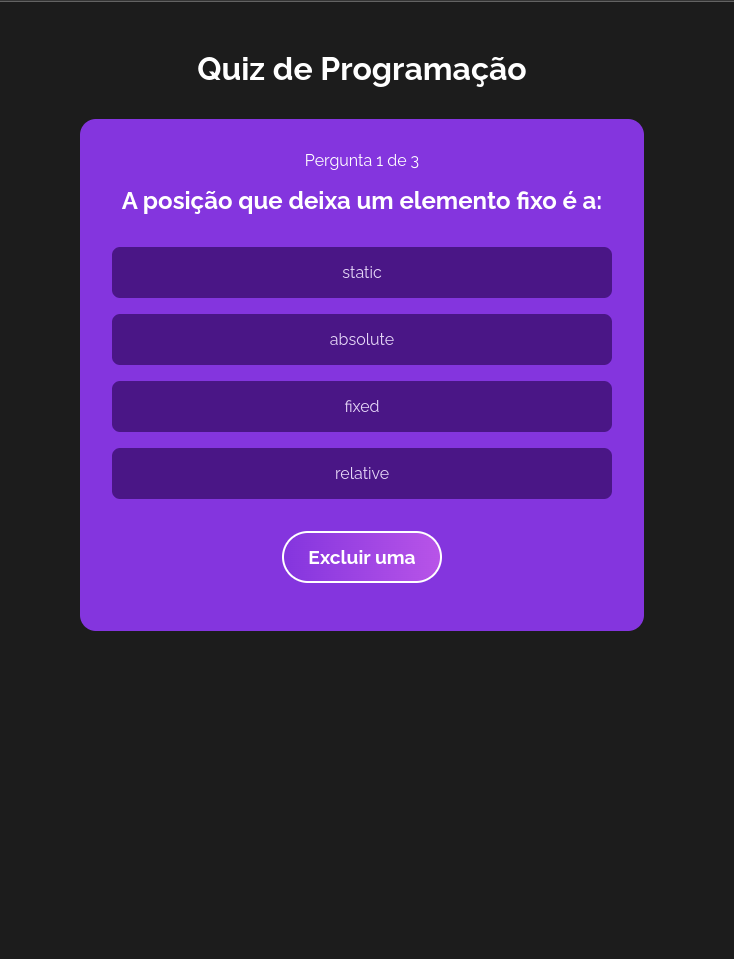 Quiz de Programação
Pergunta 1 de 3
A posição que deixa um elemento fixo é a:
static
absolute
fixed
relative
Excluir uma